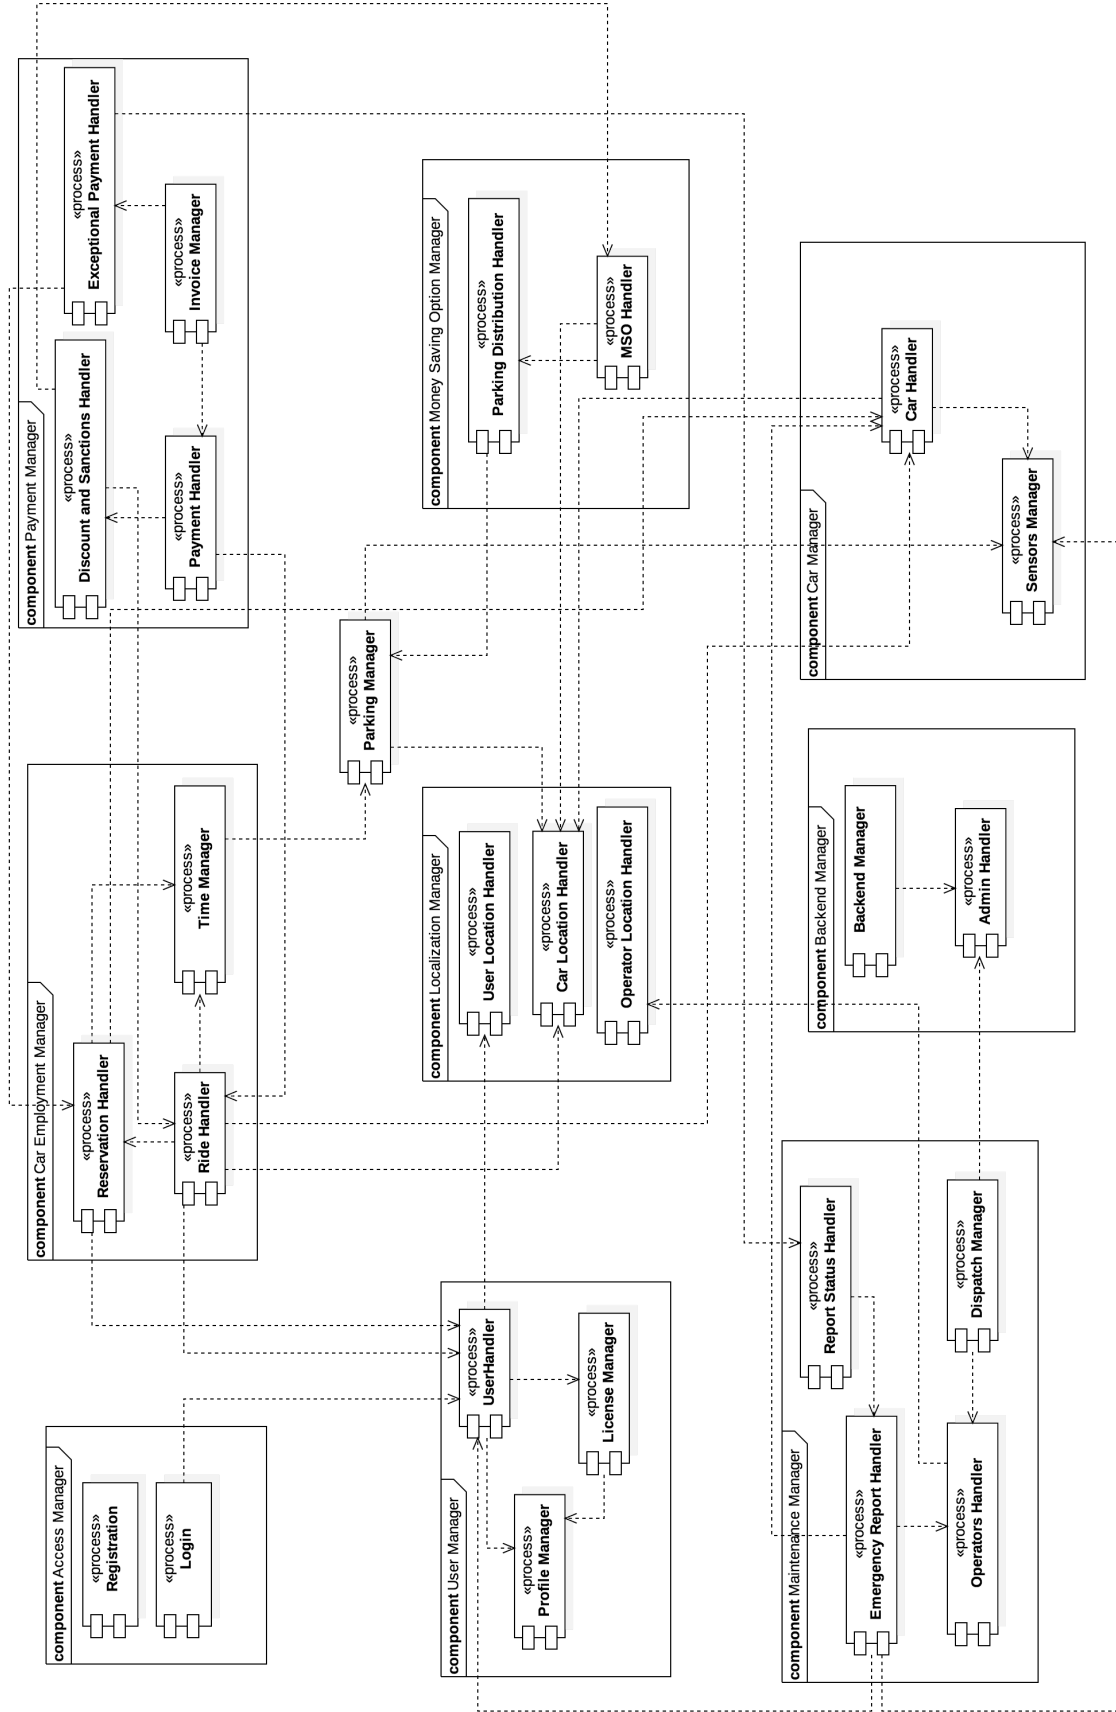 component Access Manager
«process»
Registration
«process»
Login
component Car Employment Manager
«process»
Reservation Handler
«process»
Ride Handler
«process»
Time Manager
component Payment Manager
«process»
Discount and Sanctions Handler
«process»
Exceptional Payment Handler
«process»
Payment Handler
«process»
Invoice Manager
«process»
Parking Manager
component User Manager
«process»
UserHandler
«process»
Profile Manager
«process»
License Manager
component Localization Manager
«process»
User Location Handler
«process»
Car Location Handler
«process»
Operator Location Handler
component Money Saving Option Manager
«process»
Parking Distribution Handler
«process»
MSO Handler
component Maintenance Manager
«process»
Report Status Handler
«process»
Emergency Report Handler
«process»
Operators Handler
«process»
Dispatch Manager
component Backend Manager
Backend Manager
«process»
Admin Handler
component Car Manager
«process»
Car Handler
«process»
Sensors Manager